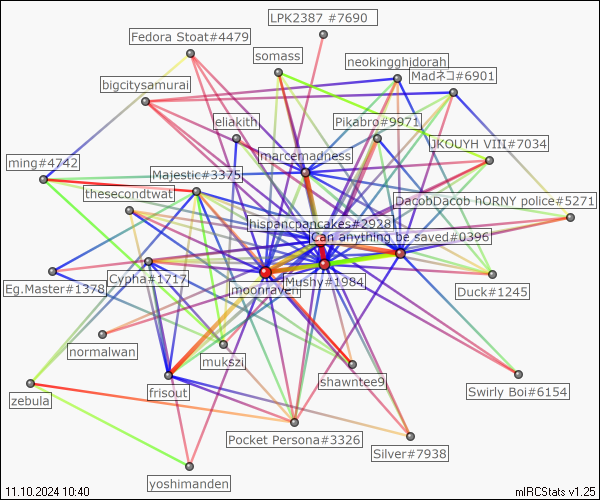 LPK2387 #7690
Fedora Stoat#4479
somass
neokingghidorah
Madネコ#6901
bigcitysamurai
eliakith
Pikabro#9971
JKOUYH VIII#7034
marcemadness
ming#4742
Majestic#3375
thesecondtwat
DacobDacob hORNY police#5271
hispancpancakes#2928
Can anything be saved#0396
Cypha#1717
Eg.Master#1378
moonraven
Mushy#1984
Duck#1245
normalwan
mukszi
shawntee9
frisout
Swirly Boi#6154
zebula
Pocket Persona#3326
Silver#7938
yoshimanden
11.10.2024 10:40
mIRCStats v1.25